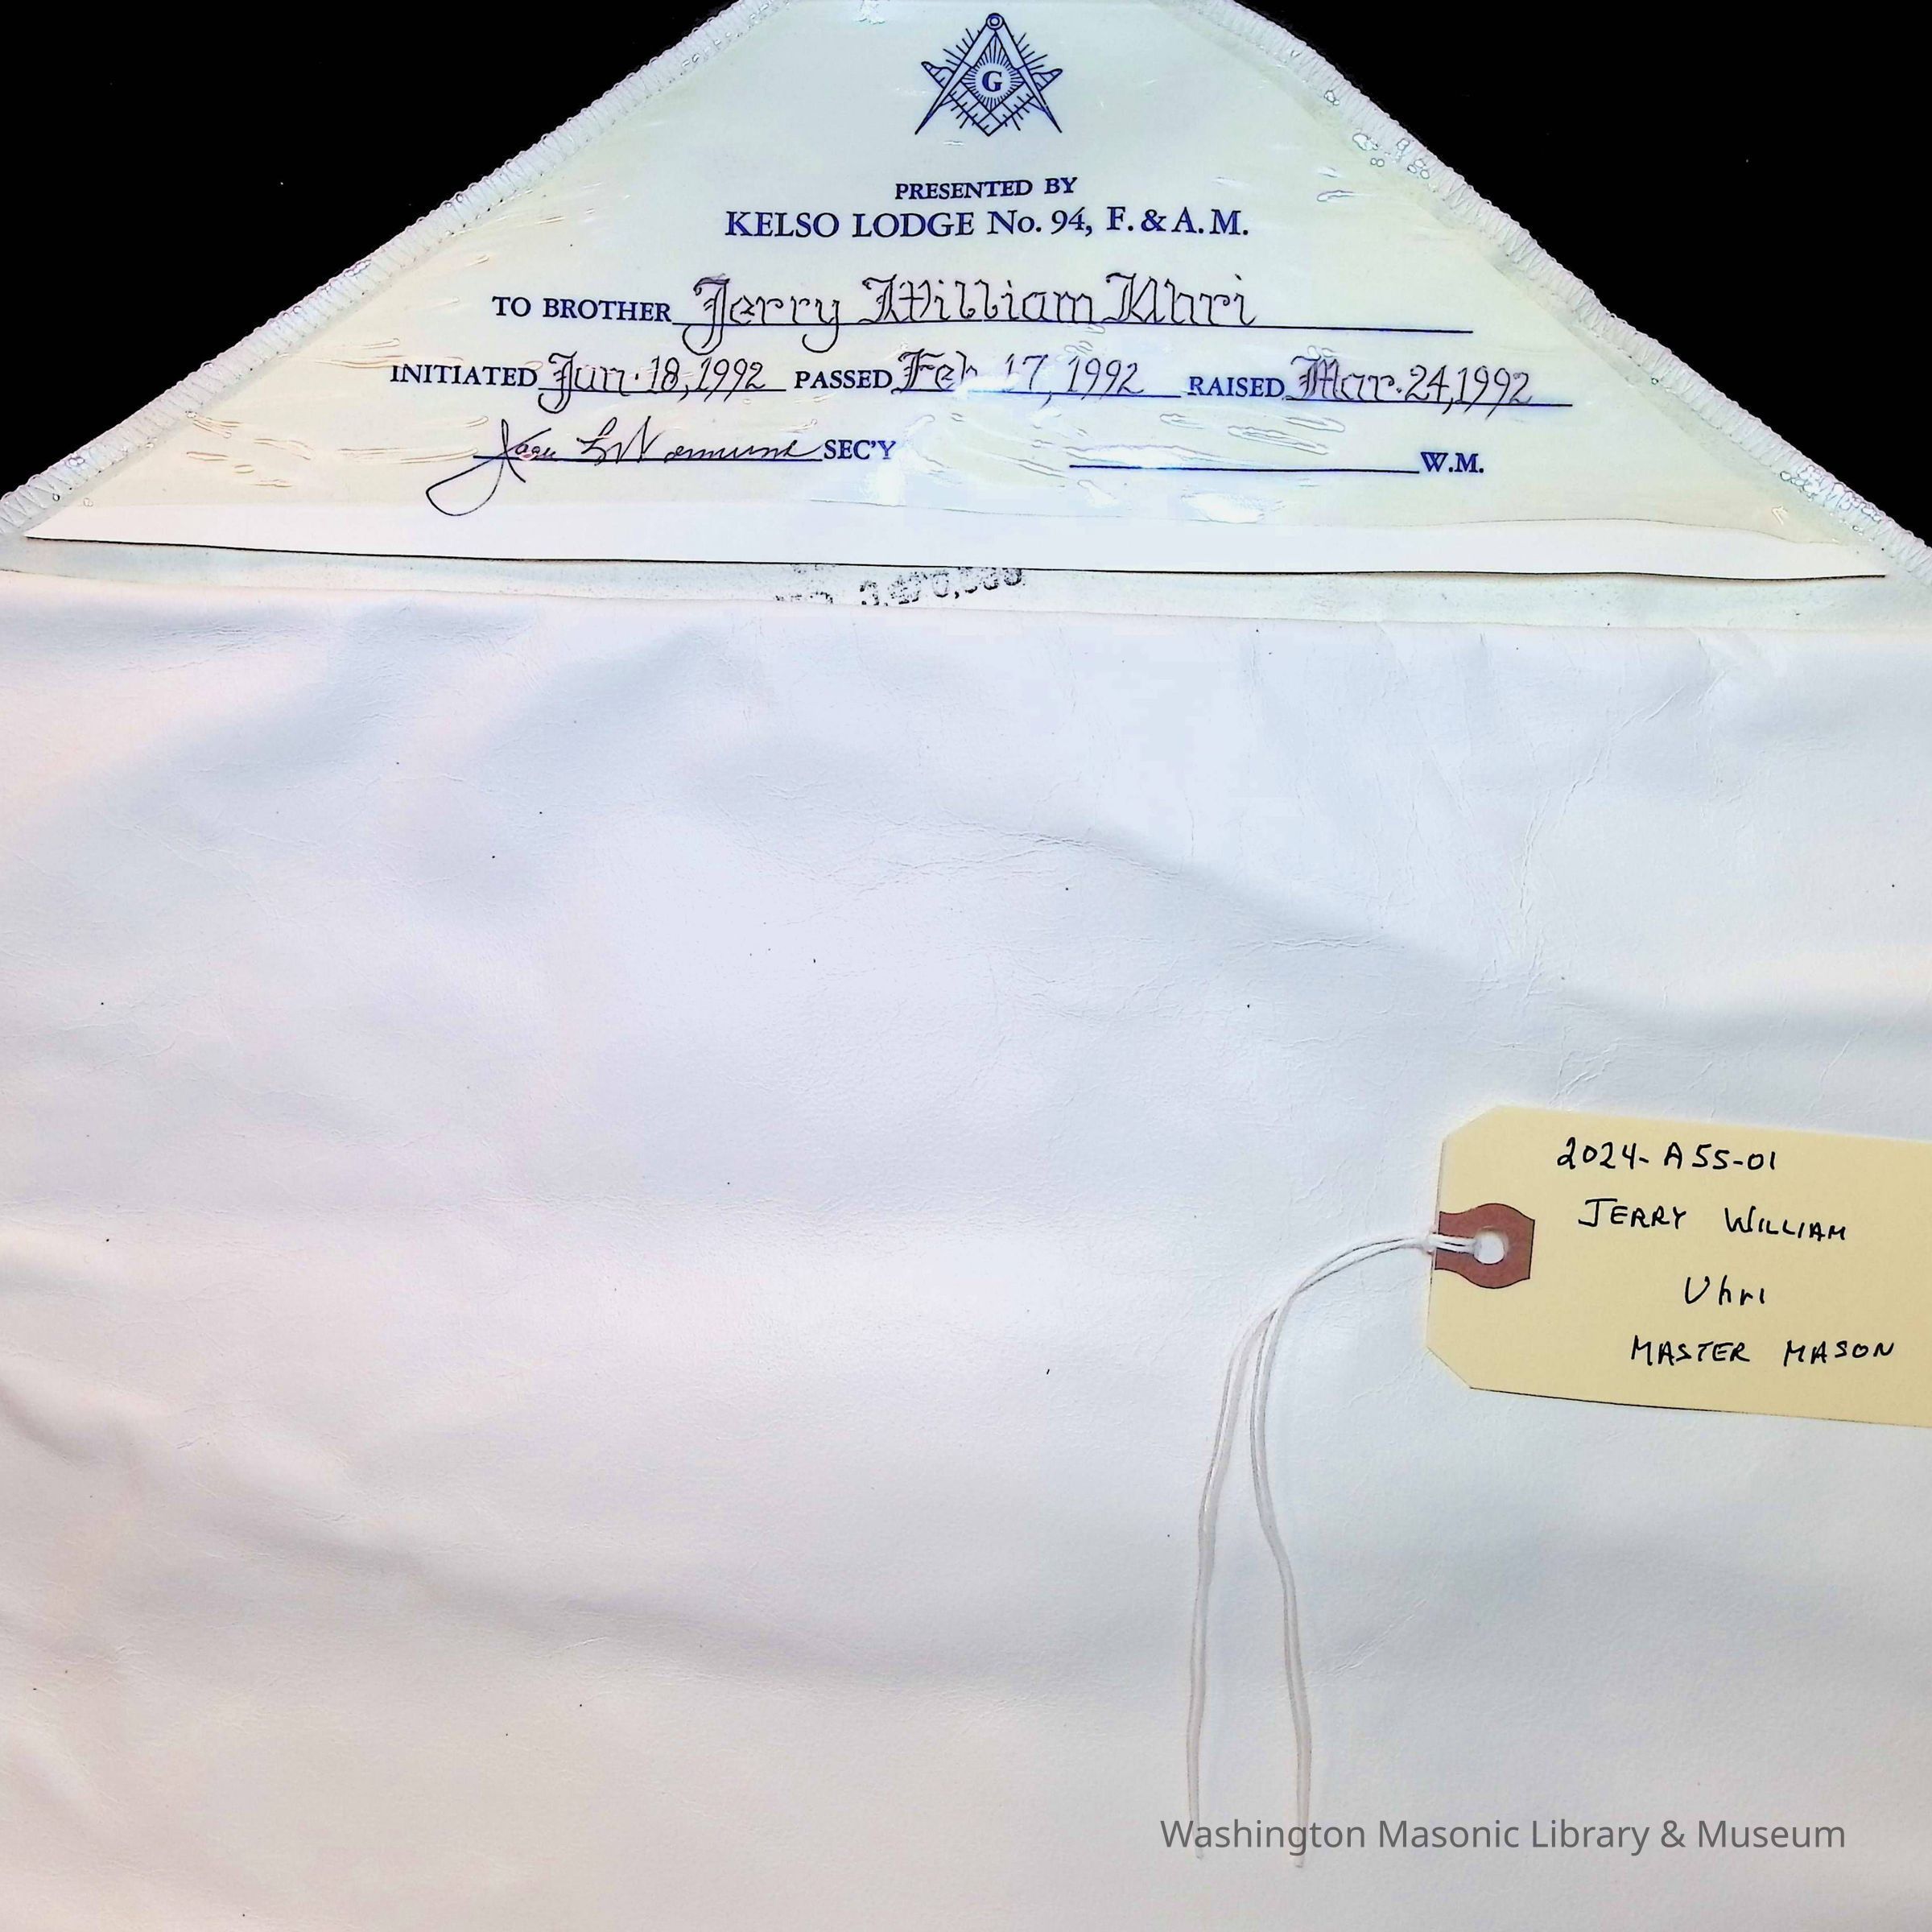 G
PRESENTED BY
KELSO LODGE No. 94, F. & A. M.
TO BROTHER Jerry William Uhri
INITIATED Jan. 18, 1992 PASSED Feb 17, 1992 RAISED Mar. 24, 1992
SEC'Y W.M.
2024-A55-01
JERRY WILLIAM
Uhri
MASTER MASON
Washington Masonic Library & Museum